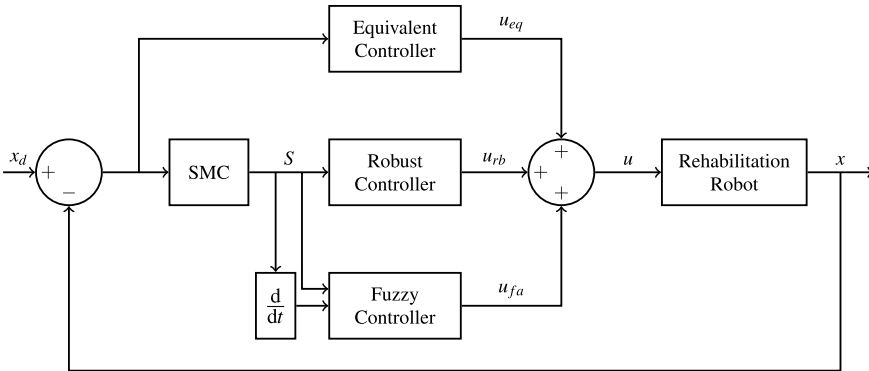 Equivalent
Controller
u_eq
x_d
+
−
SMC
S
Robust
Controller
u_rb
+
+
+
u
Rehabilitation
Robot
x
d
dt
Fuzzy
Controller
u_fa